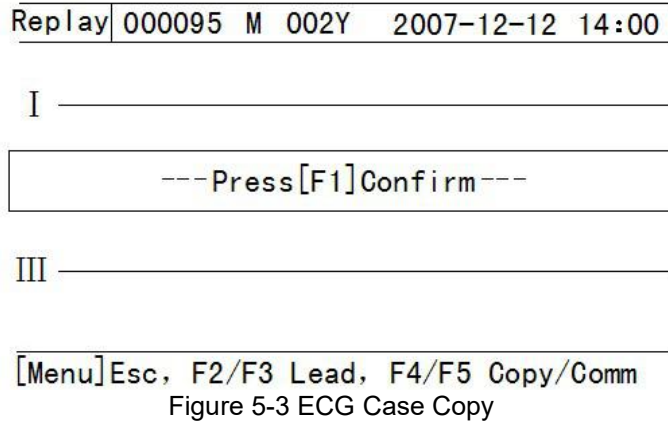 Replay 000095 M 002Y 2007-12-12 14:00
I
---Press[F1]Confirm---
III
[Menu]Esc, F2/F3 Lead, F4/F5 Copy/Comm
Figure 5-3 ECG Case Copy